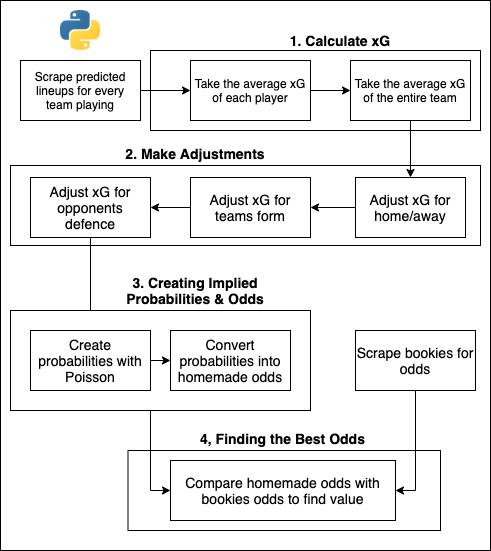 1. Calculate xG
Scrape predicted
lineups for every
team playing
Take the average xG
of each player
Take the average xG
of the entire team
2. Make Adjustments
Adjust xG for
opponents
defence
Adjust xG for
teams form
Adjust xG for
home/away
3. Creating Implied
Probabilities & Odds
Create
probabilities with
Poisson
Convert
probabilities into
homemade odds
Scrape bookies for
odds
4, Finding the Best Odds
Compare homemade odds with
bookies odds to find value